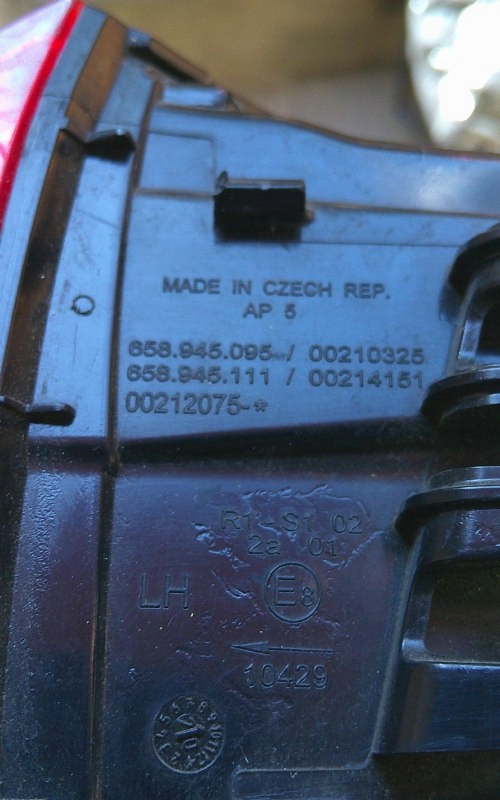 MADE IN CZECH REP.
AP 5
658.945.095 / 00210325
658.945.111 / 00214151
00212075-*
R1 - S1 02
2a 01
LH E8
10429